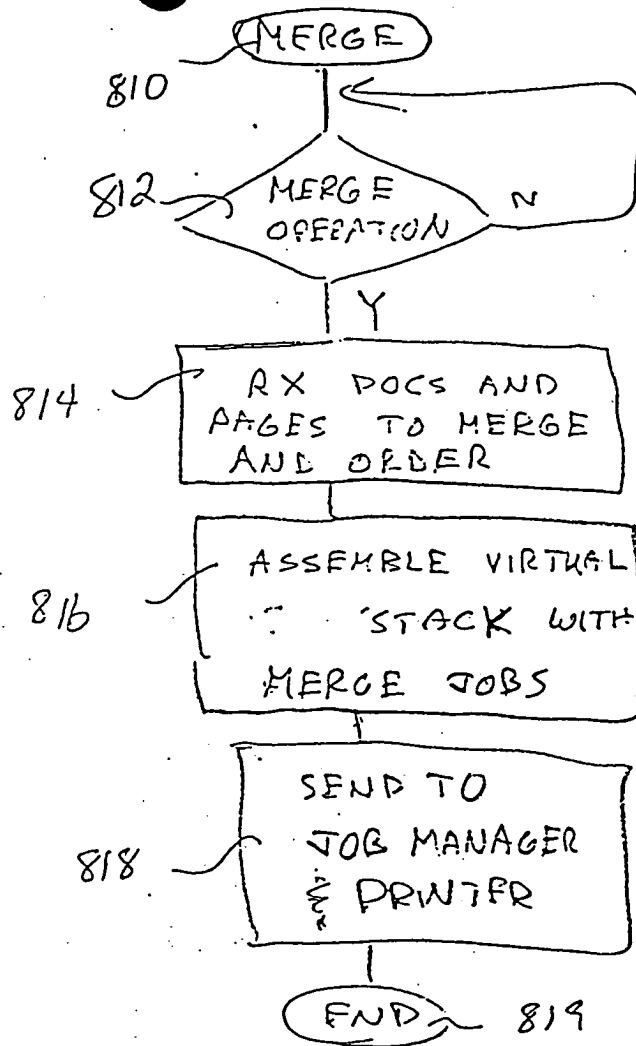 MERGE
810
812
MERGE
OPERATION
N
Y
814
RX DOCS AND
PAGES TO MERGE
AND ORDER
816
ASSEMBLE VIRTUAL
STACK WITH
MERGE JOBS
818
SEND TO
JOB MANAGER
& PRINTER
END
819